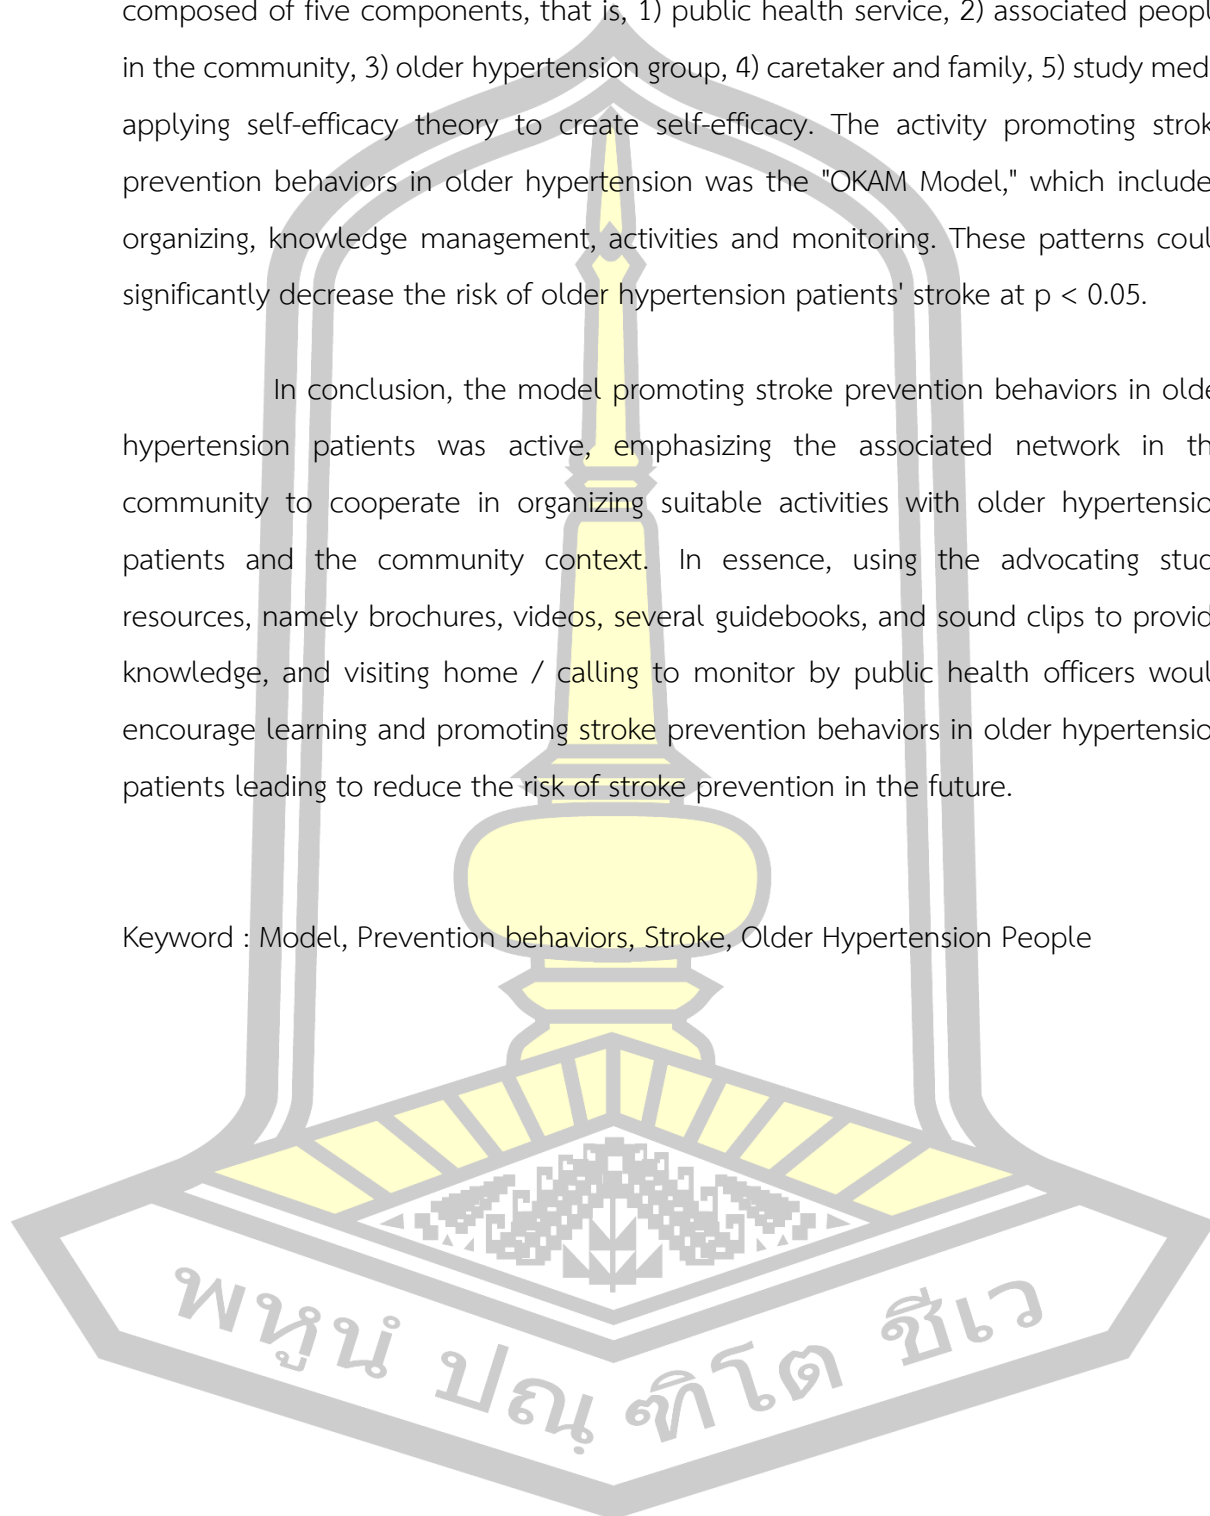 composed of five components, that is, 1) public health service, 2) associated peopl
in the community, 3) older hypertension group, 4) caretaker and family, 5) study med
applying self-efficacy theory to create self-efficacy. The activity promoting strok
prevention behaviors in older hypertension was the "OKAM Model," which include
organizing, knowledge management, activities and monitoring. These patterns coul
significantly decrease the risk of older hypertension patients' stroke at p < 0.05.
In conclusion, the model promoting stroke prevention behaviors in olde
hypertension patients was active, emphasizing the associated network in th
community to cooperate in organizing suitable activities with older hypertensio
patients and the community context. In essence, using the advocating stud
resources, namely brochures, videos, several guidebooks, and sound clips to provid
knowledge, and visiting home / calling to monitor by public health officers woul
encourage learning and promoting stroke prevention behaviors in older hypertensio
patients leading to reduce the risk of stroke prevention in the future.
Keyword : Model, Prevention behaviors, Stroke, Older Hypertension People
พหูนํ ปณฺฑิโต ชีเว